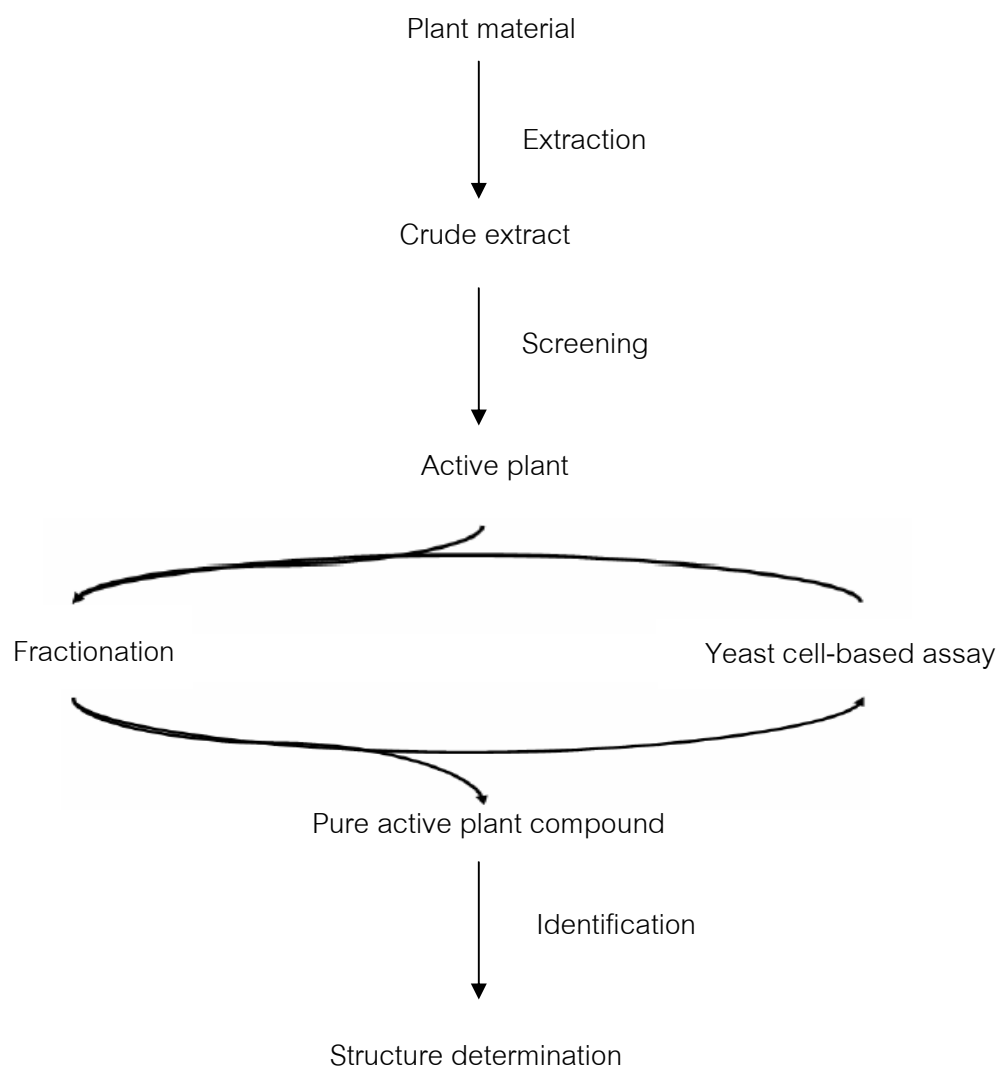 Plant material
Extraction
Crude extract
Screening
Active plant
Fractionation
Yeast cell-based assay
Pure active plant compound
Identification
Structure determination